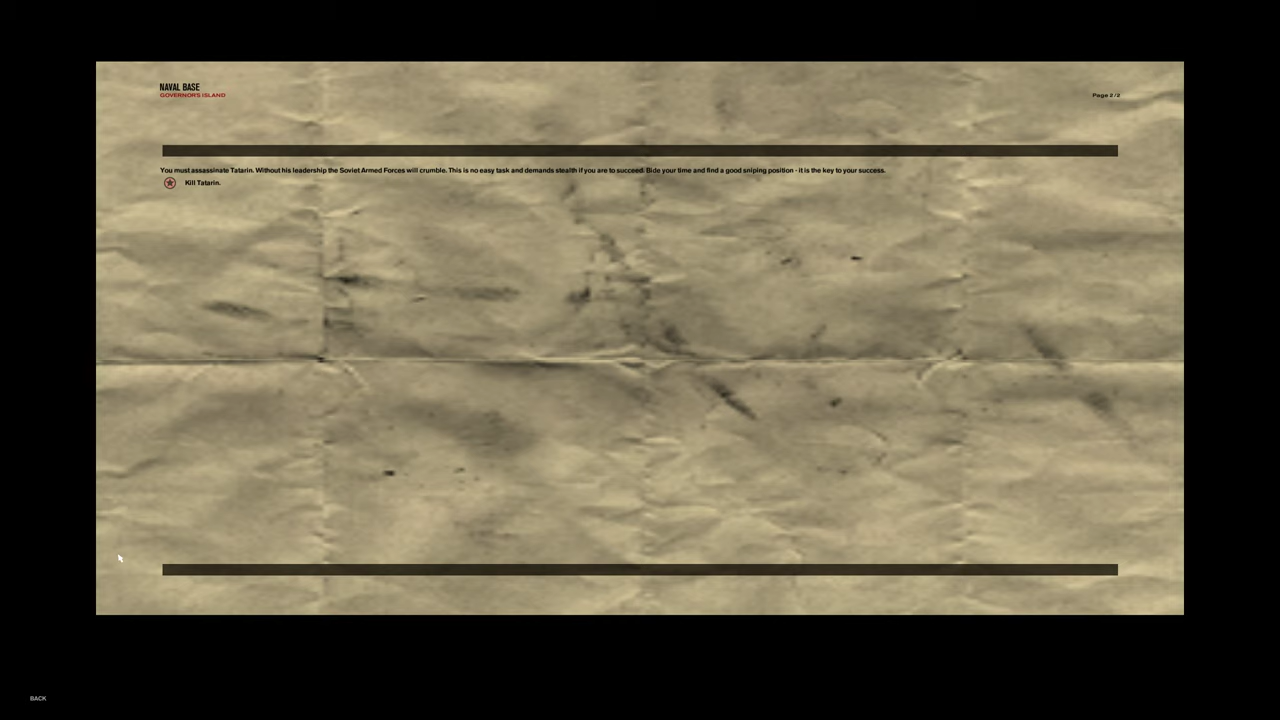 NAVAL BASE
GOVERNOR'S ISLAND
Page 2 /2
You must assassinate Tatarin. Without his leadership the Soviet Armed Forces will crumble. This is no easy task and demands stealth if you are to succeed. Bide your time and find a good sniping position - it is the key to your success.
Kill Tatarin.
BACK